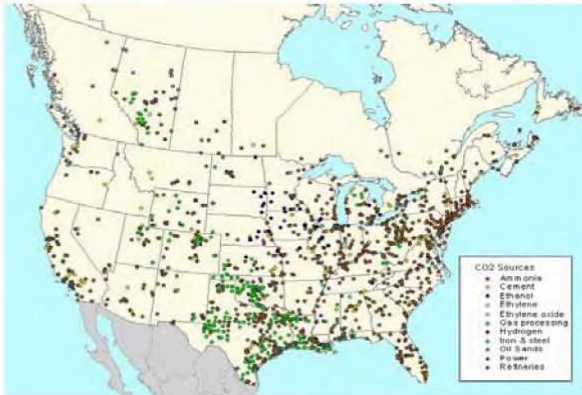 CO2 Sources
Ammonia
Cement
Ethanol
Ethylene
Ethylene oxide
Gas processing
Hydrogen
Iron & steel
Oil Sands
Power
Refineries